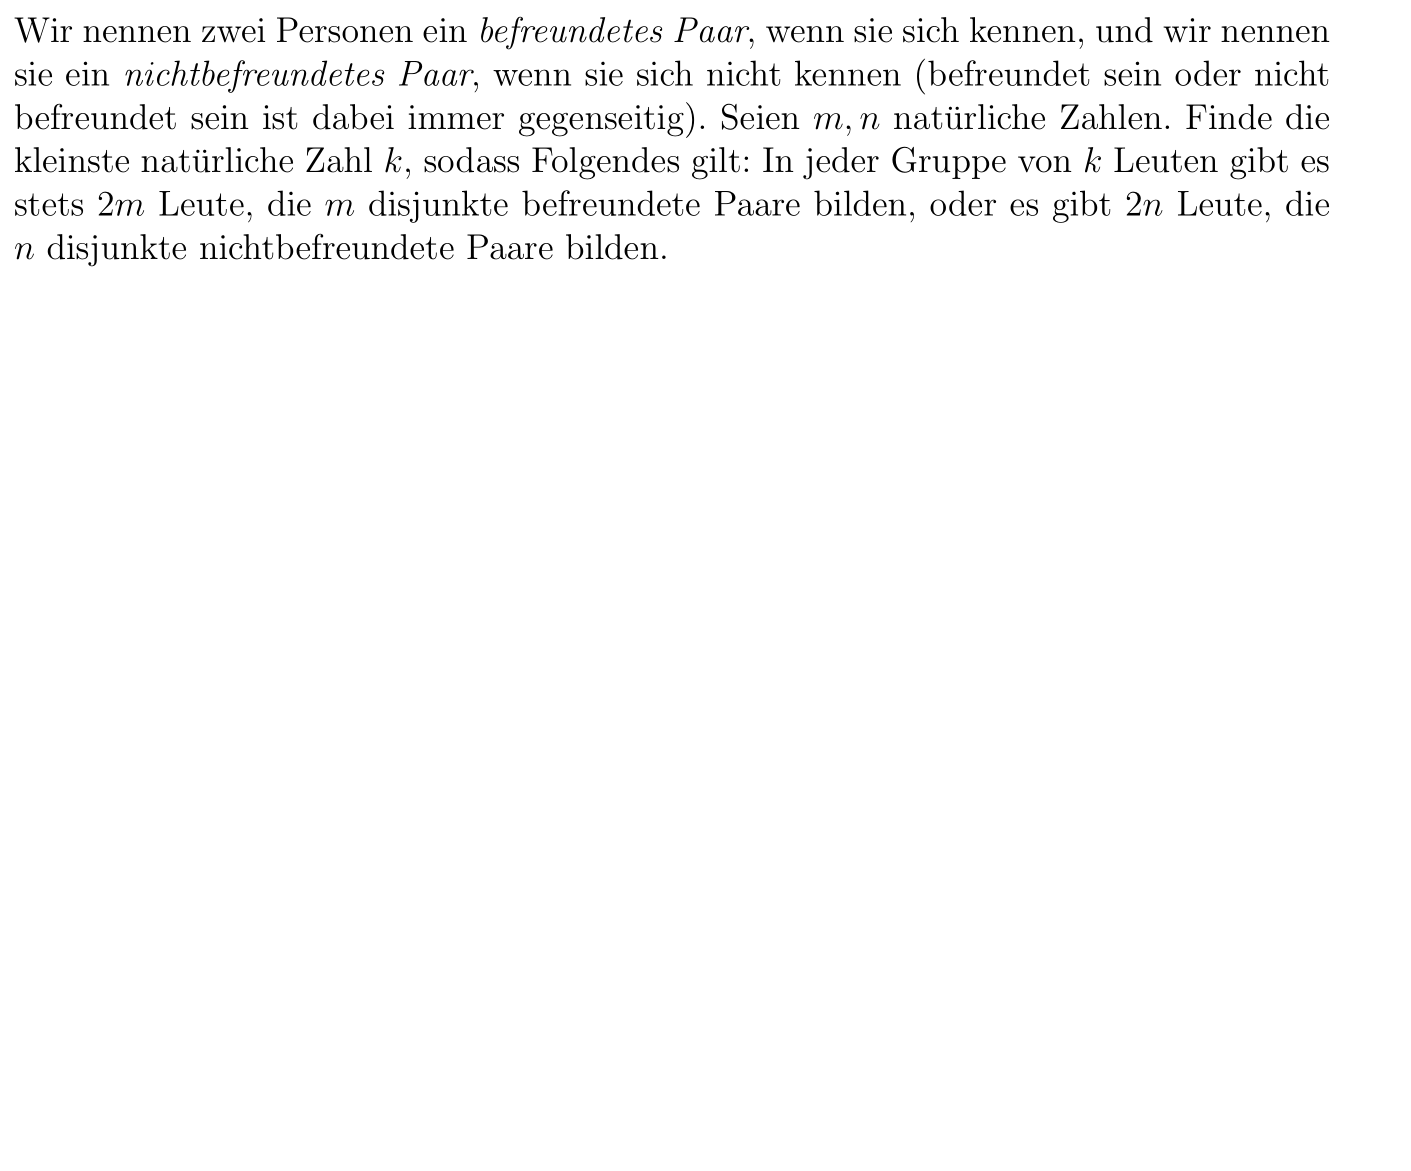 Wir nennen zwei Personen ein befreundetes Paar, wenn sie sich kennen, und wir nennen
sie ein nichtbefreundetes Paar, wenn sie sich nicht kennen (befreundet sein oder nicht
befreundet sein ist dabei immer gegenseitig). Seien m, n natürliche Zahlen. Finde die
kleinste natürliche Zahl k, sodass Folgendes gilt: In jeder Gruppe von k Leuten gibt es
stets 2m Leute, die m disjunkte befreundete Paare bilden, oder es gibt 2n Leute, die
n disjunkte nichtbefreundete Paare bilden.